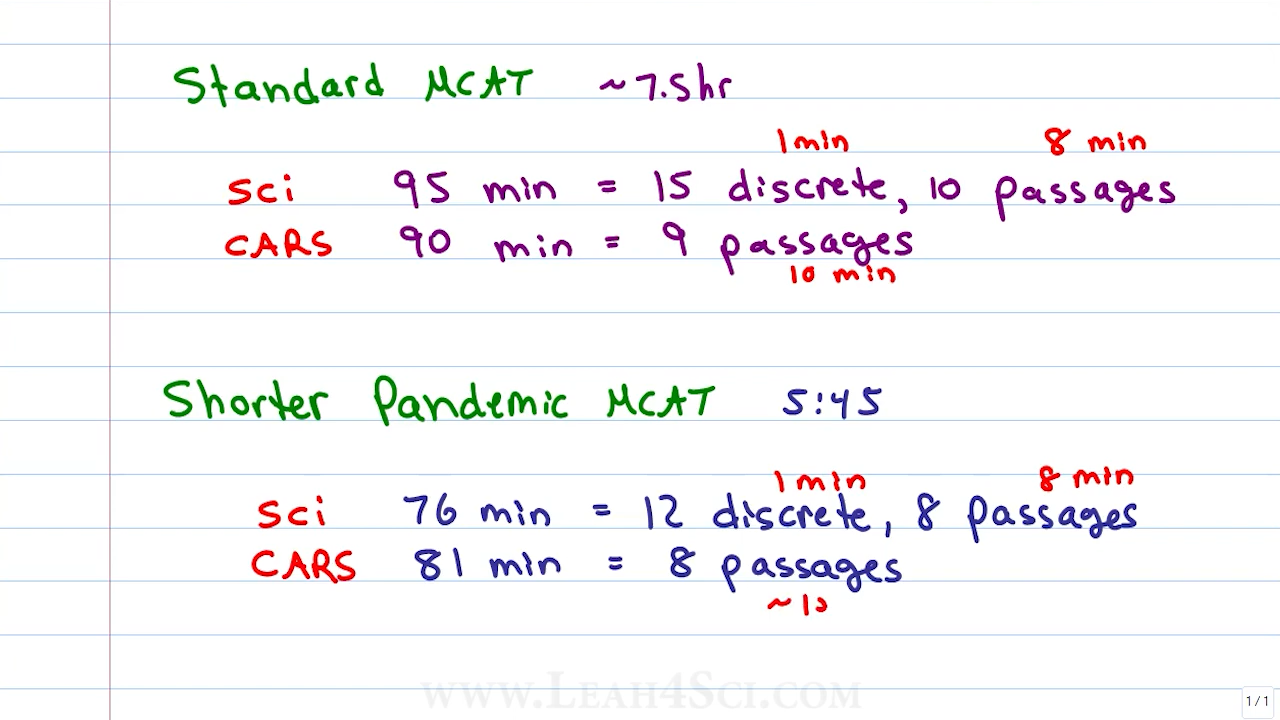 Standard MCAT ~7.5hr
1min 8 min
Sci 95 min = 15 discrete, 10 passages
CARS 90 min = 9 passages
10 min
Shorter Pandemic MCAT 5:45
1 min 8 min
Sci 76 min = 12 discrete, 8 passages
CARS 81 min = 8 passages
www.Leah4Sci.com
1/1